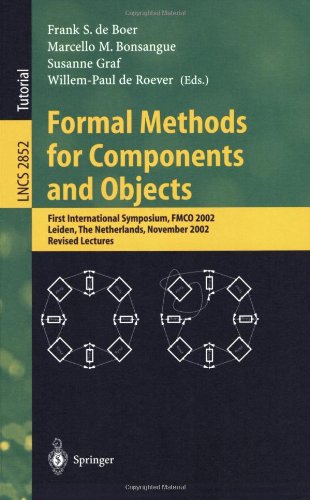 Frank S. de Boer
Marcello M. Bonsangue
Susanne Graf
Willem-Paul de Roever (Eds.)
Tutorial
LNCS 2852
Formal Methods
for Components
and Objects
First International Symposium, FMCO 2002
Leiden, The Netherlands, November 2002
Revised Lectures
Springer